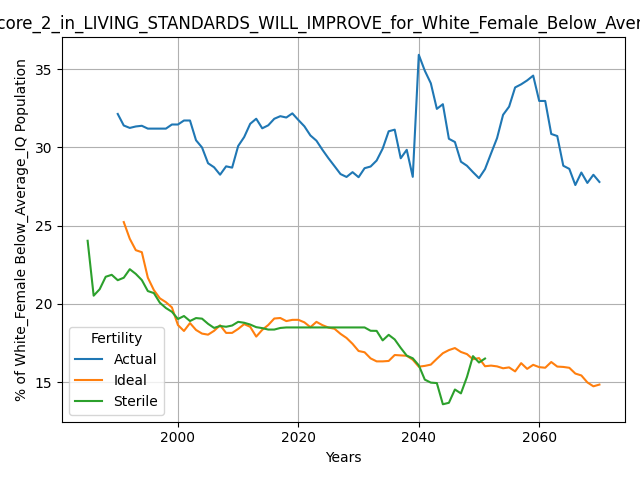 core_2_in_LIVING_STANDARDS_WILL_IMPROVE_for_White_Female_Below_Aver
% of White_Female Below_Average_IQ Population
35
30
25
20
15
Fertility
Actual
Ideal
Sterile
2000 2020 2040 2060
Years